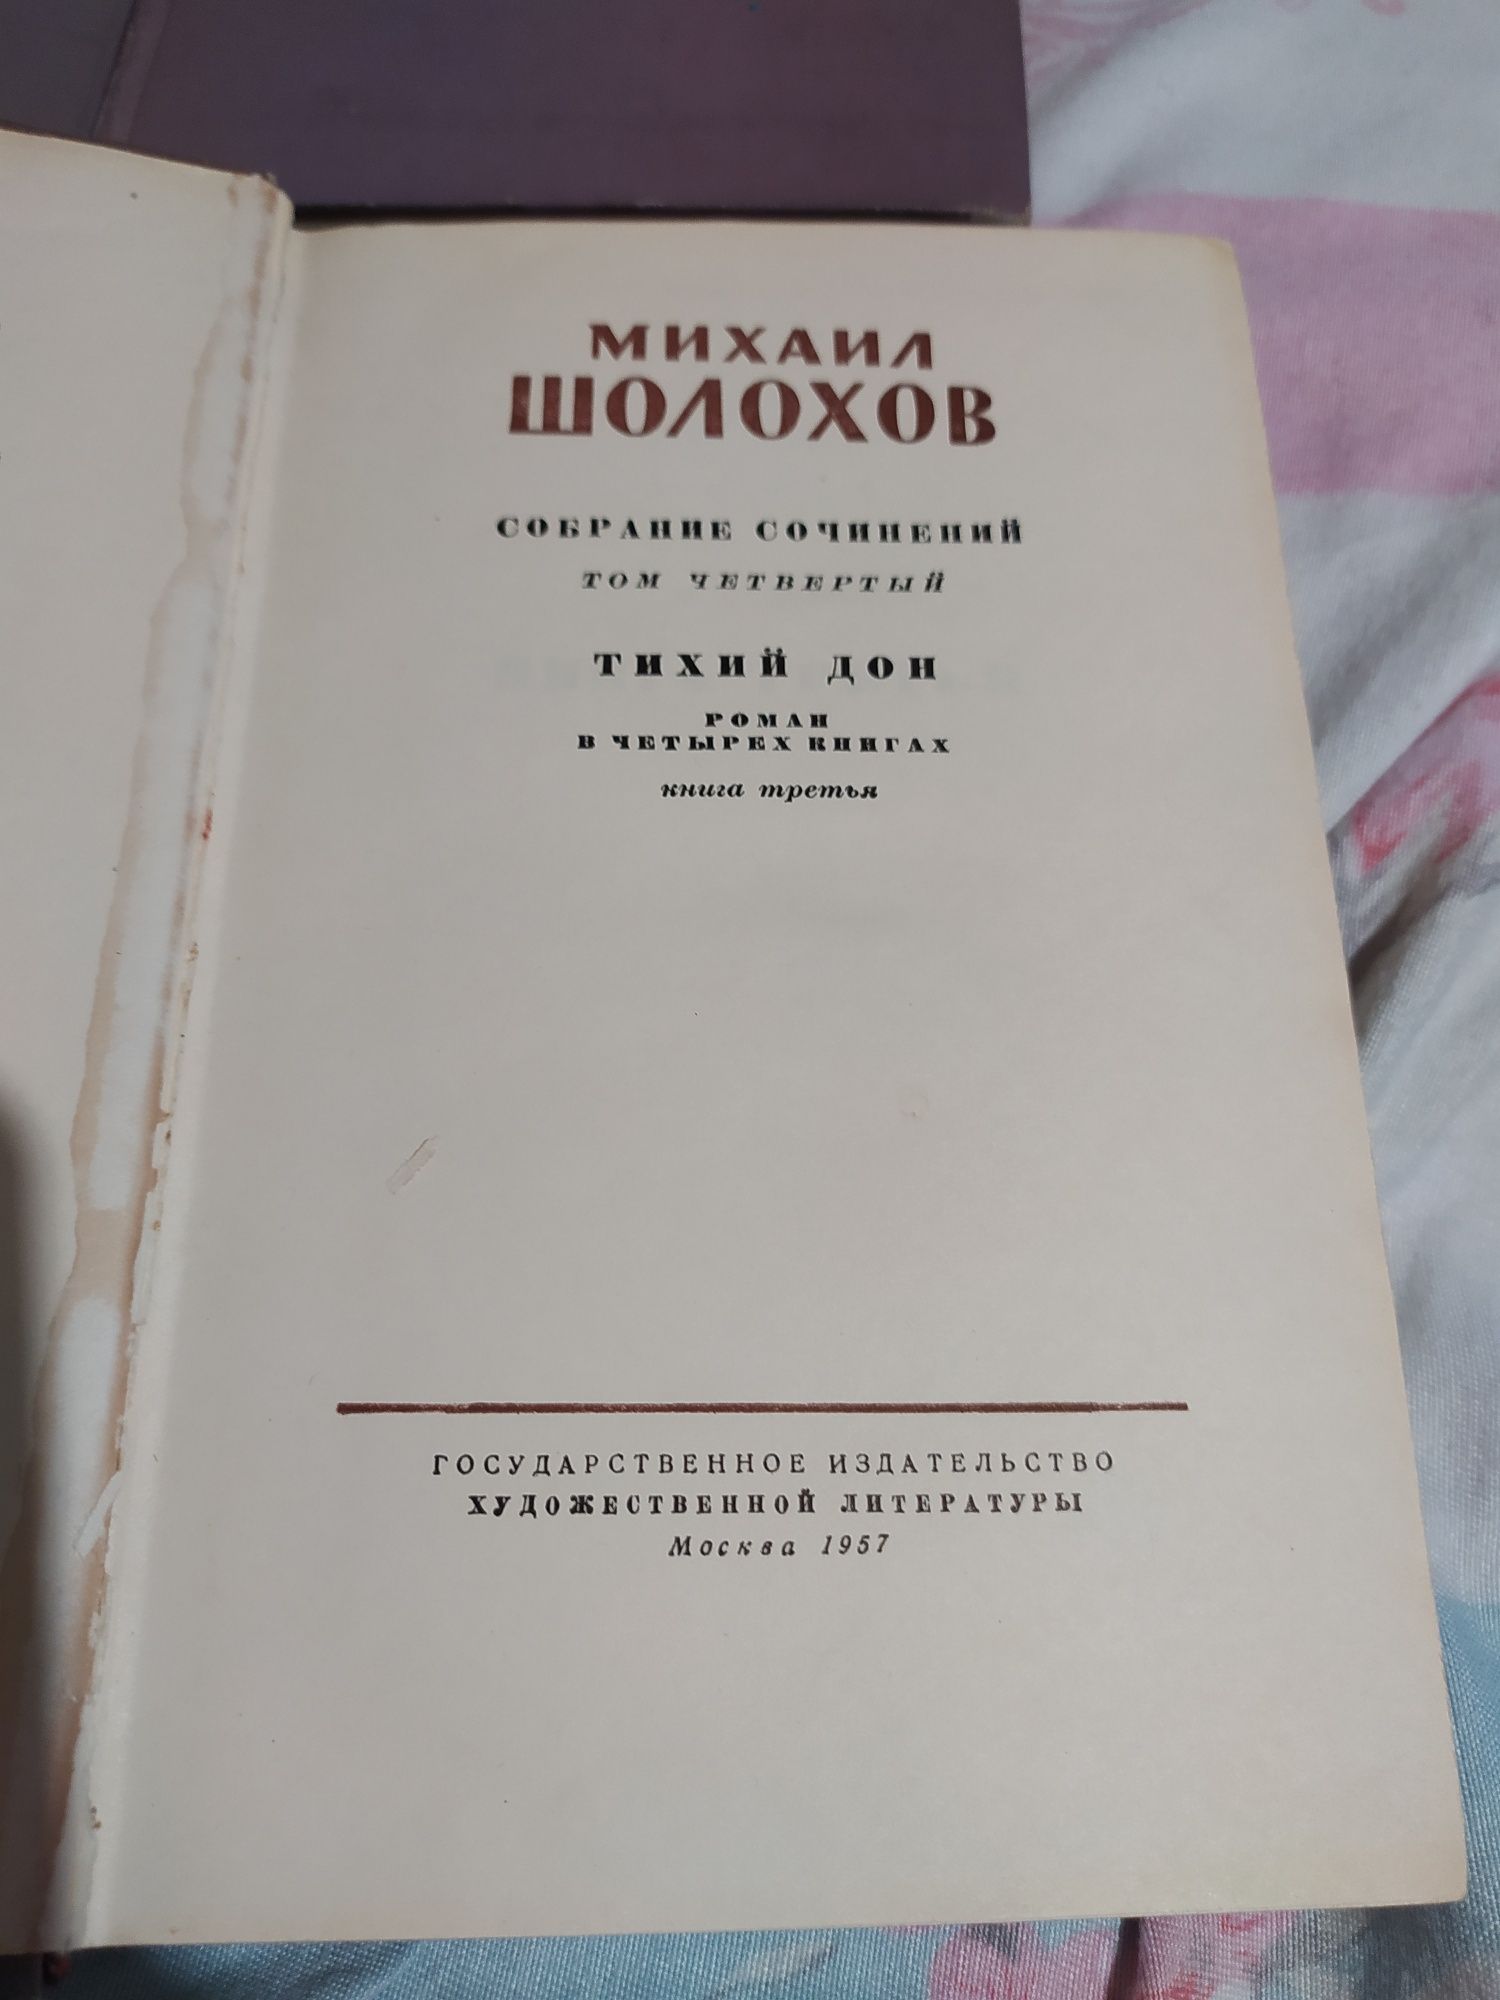 МИХАИЛ
ШОЛОХОВ
СОБРАНИЕ СОЧИНЕНИЙ
ТОМ ЧЕТВЕРТЫЙ
ТИХИЙ ДОН
РОМАН
В ЧЕТЫРЕХ КНИГАХ
книга третья
ГОСУДАРСТВЕННОЕ ИЗДАТЕЛЬСТВО
ХУДОЖЕСТВЕННОЙ ЛИТЕРАТУРЫ
Москва 1957